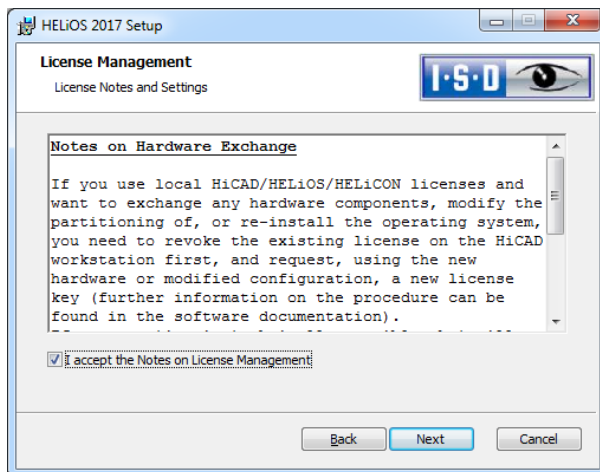 HELiOS 2017 Setup
License Management
License Notes and Settings
I·S·D
Notes on Hardware Exchange
If you use local HiCAD/HELiOS/HELiCON licenses and
want to exchange any hardware components, modify the
partitioning of, or re-install the operating system,
you need to revoke the existing license on the HiCAD
workstation first, and request, using the new
hardware or modified configuration, a new license
key (further information on the procedure can be
found in the software documentation).
I accept the Notes on License Management
Back
Next
Cancel